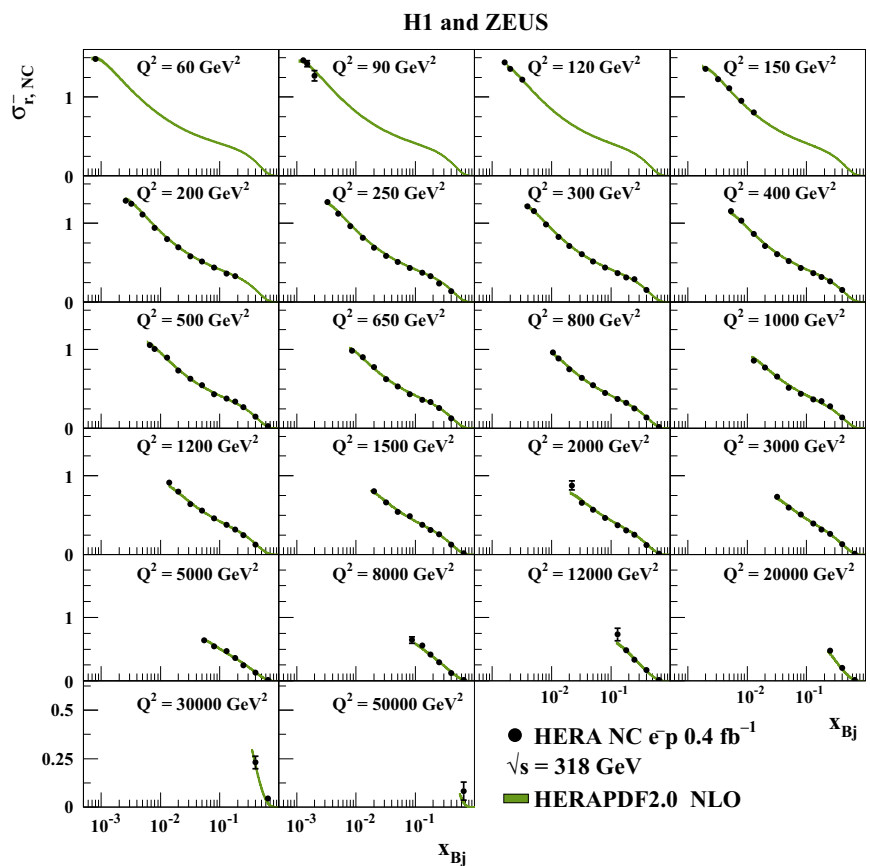 H1 and ZEUS
σ⁻ r, NC
Q² = 60 GeV²
Q² = 90 GeV²
Q² = 120 GeV²
Q² = 150 GeV²
1
0
Q² = 200 GeV²
Q² = 250 GeV²
Q² = 300 GeV²
Q² = 400 GeV²
1
0
Q² = 500 GeV²
Q² = 650 GeV²
Q² = 800 GeV²
Q² = 1000 GeV²
1
0
Q² = 1200 GeV²
Q² = 1500 GeV²
Q² = 2000 GeV²
Q² = 3000 GeV²
1
0
Q² = 5000 GeV²
Q² = 8000 GeV²
Q² = 12000 GeV²
Q² = 20000 GeV²
1
0
10⁻² 10⁻¹
10⁻² 10⁻¹
x Bj
Q² = 30000 GeV²
Q² = 50000 GeV²
0.5
0.25
0
10⁻³ 10⁻² 10⁻¹
10⁻³ 10⁻² 10⁻¹
x Bj
HERA NC e⁻p 0.4 fb⁻¹
√s = 318 GeV
HERAPDF2.0 NLO